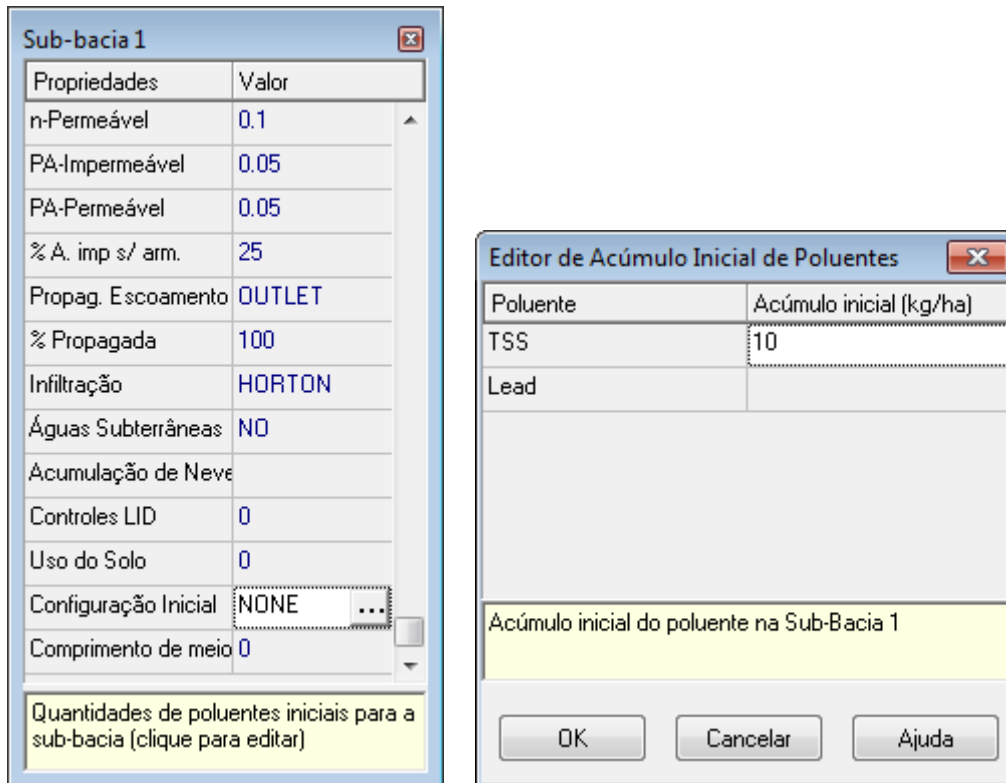 Sub-bacia 1
Propriedades Valor
n-Permeável 0.1
PA-Impermeável 0.05
PA-Permeável 0.05
% A. imp s/ arm. 25
Propag. Escoamento OUTLET
% Propagada 100
Infiltração HORTON
Águas Subterrâneas NO
Acumulação de Neve
Controles LID 0
Uso do Solo 0
Configuração Inicial NONE ...
Comprimento de meio 0
Quantidades de poluentes iniciais para a
sub-bacia (clique para editar)
Editor de Acúmulo Inicial de Poluentes
Poluente Acúmulo inicial (kg/ha)
TSS 10
Lead
Acúmulo inicial do poluente na Sub-Bacia 1
OK Cancelar Ajuda